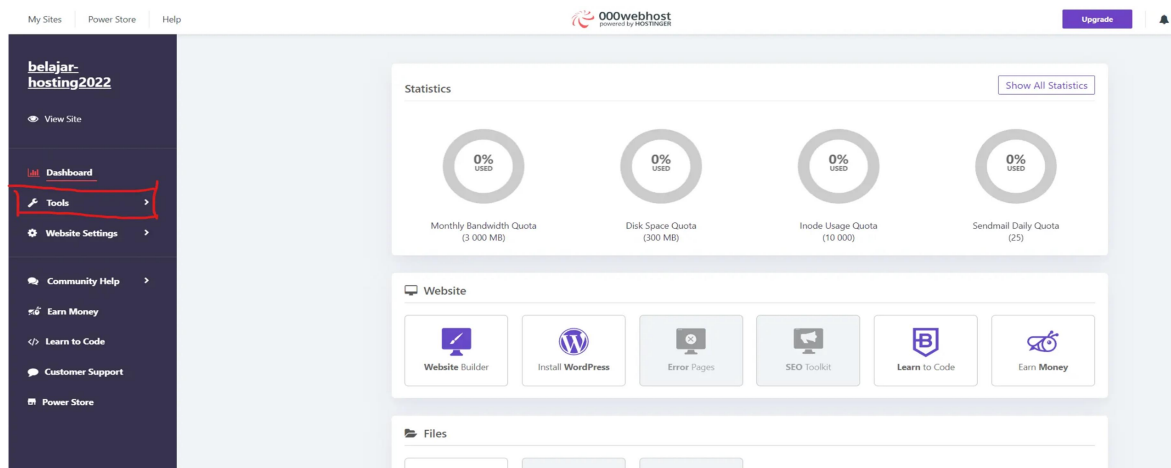 My Sites
Power Store
Help
000webhost
powered by HOSTINGER
Upgrade
belajar-
hosting2022
View Site
Dashboard
Tools
Website Settings
Community Help
Earn Money
Learn to Code
Customer Support
Power Store
Statistics
Show All Statistics
0%
USED
Monthly Bandwidth Quota
(3 000 MB)
0%
USED
Disk Space Quota
(300 MB)
0%
USED
Inode Usage Quota
(10 000)
0%
USED
Sendmail Daily Quota
(25)
Website
Website Builder
Install WordPress
Error Pages
SEO Toolkit
Learn to Code
Earn Money
Files